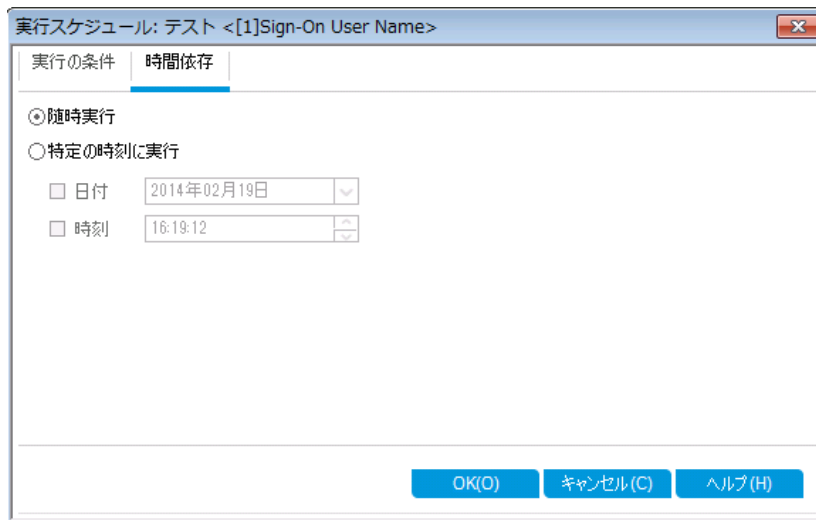 実行スケジュール: テスト <[1]Sign-On User Name>
実行の条件 時間依存
随時実行
特定の時刻に実行
日付 2014年02月19日
時刻 16:19:12
OK(O) キャンセル(C) ヘルプ(H)